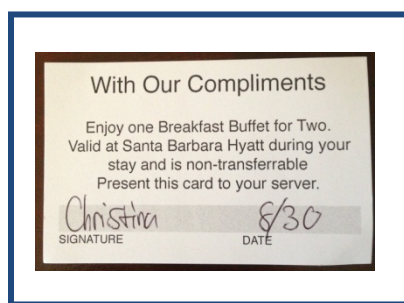 With Our Compliments
Enjoy one Breakfast Buffet for Two.
Valid at Santa Barbara Hyatt during your
stay and is non-transferrable
Present this card to your server.
Christina 8/30
SIGNATURE DATE